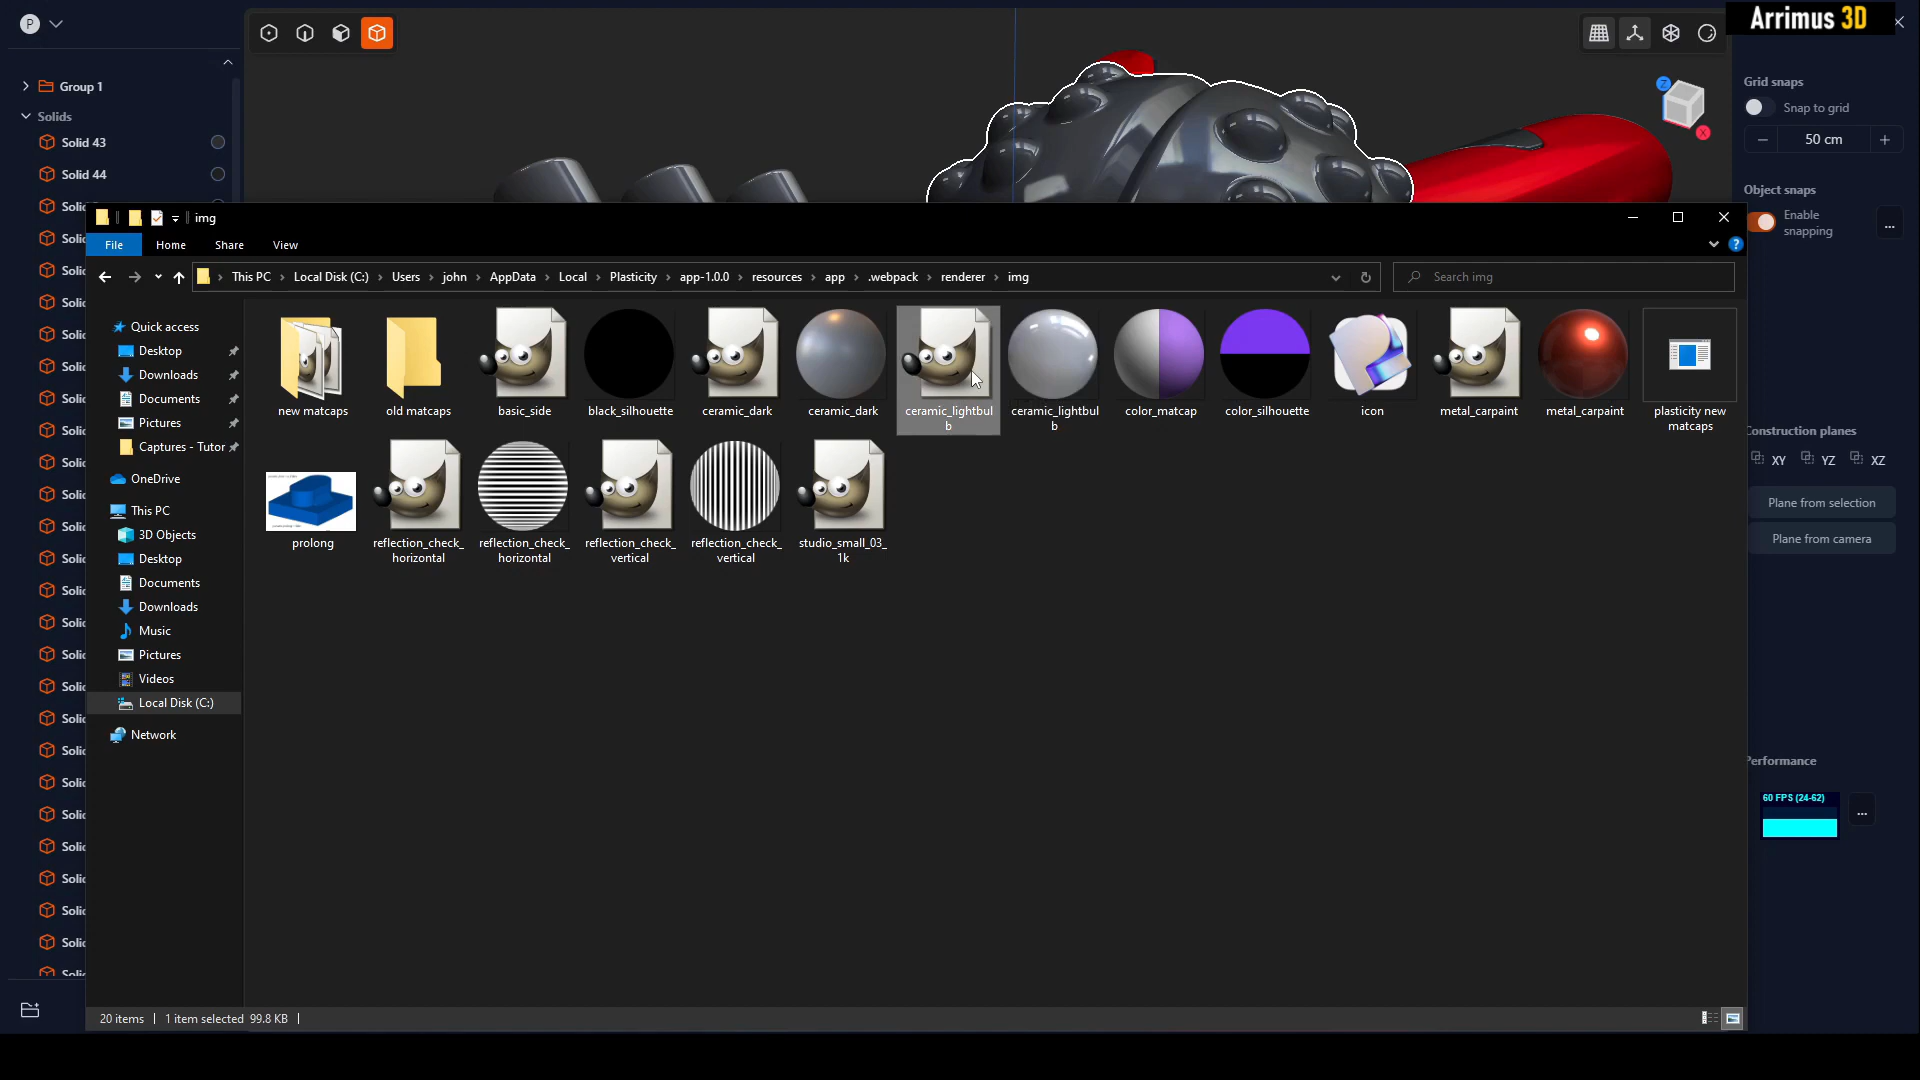 P
Arrimus 3D
Group 1
Solids
Solid 43
Solid 44
Grid snaps
Snap to grid
50 cm
Object snaps
Enable
snapping
...
img
File
Home
Share
View
This PC
Local Disk (C:)
Users
john
AppData
Local
Plasticity
app-1.0.0
resources
app
.webpack
renderer
img
Search img
Quick access
Desktop
Downloads
Documents
Pictures
Captures - Tutor
OneDrive
This PC
3D Objects
Desktop
Documents
Downloads
Music
Pictures
Videos
Local Disk (C:)
Network
new matcaps
old matcaps
basic_side
black_silhouette
ceramic_dark
ceramic_dark
ceramic_lightbul
b
ceramic_lightbul
b
color_matcap
color_silhouette
icon
metal_carpaint
metal_carpaint
plasticity new
matcaps
prolong
reflection_check_
horizontal
reflection_check_
horizontal
reflection_check_
vertical
reflection_check_
vertical
studio_small_03_
1k
Construction planes
XY
YZ
XZ
Plane from selection
Plane from camera
Performance
60 FPS (24-62)
...
20 items
1 item selected 99.8 KB
Z
X